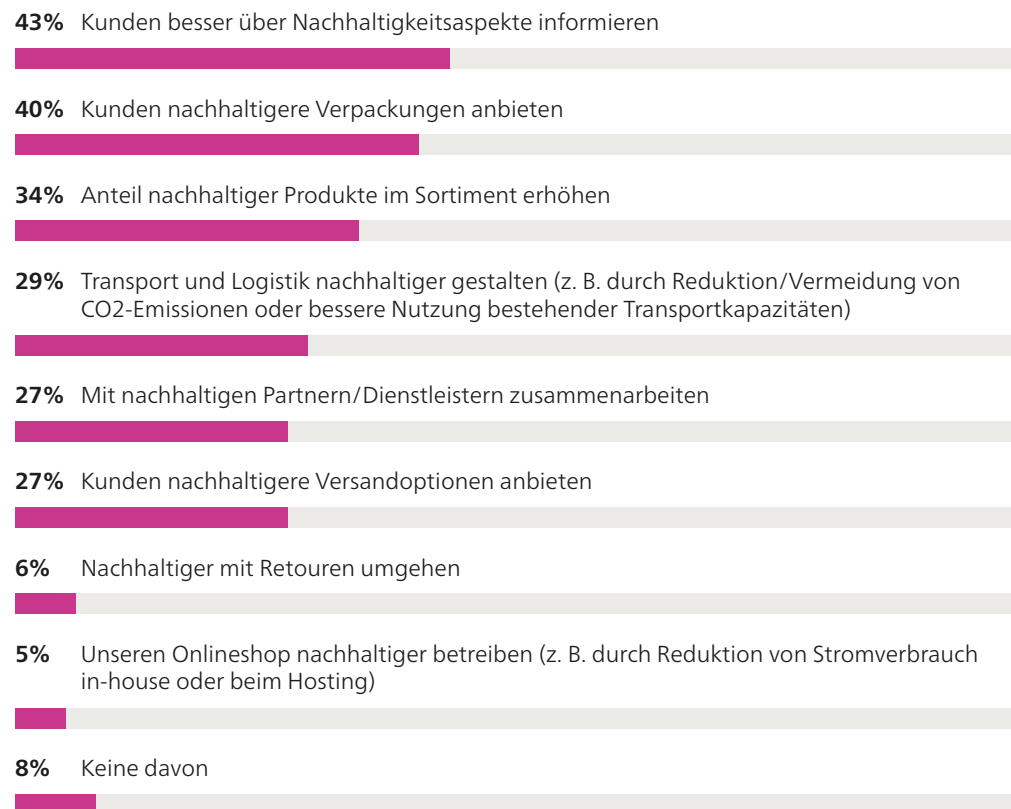 43% Kunden besser über Nachhaltigkeitsaspekte informieren
40% Kunden nachhaltigere Verpackungen anbieten
34% Anteil nachhaltiger Produkte im Sortiment erhöhen
29% Transport und Logistik nachhaltiger gestalten (z. B. durch Reduktion/Vermeidung von
CO2-Emissionen oder bessere Nutzung bestehender Transportkapazitäten)
27% Mit nachhaltigen Partnern/Dienstleistern zusammenarbeiten
27% Kunden nachhaltigere Versandoptionen anbieten
6% Nachhaltiger mit Retouren umgehen
5% Unseren Onlineshop nachhaltiger betreiben (z. B. durch Reduktion von Stromverbrauch
in-house oder beim Hosting)
8% Keine davon